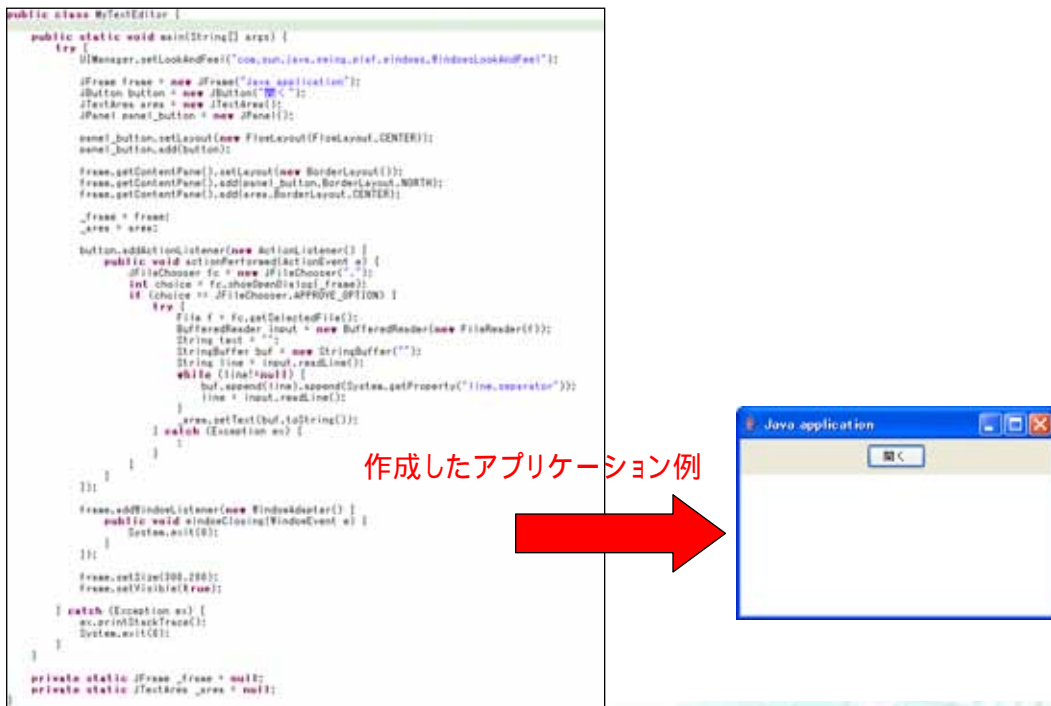 public class MyTextEditor {
public static void main(String[] args) {
try {
UIManager.setLookAndFeel("com.sun.java.swing.plaf.windows.WindowsLookAndFeel");
JFrame frame = new JFrame("Java application");
JButton button = new JButton("開く");
JTextArea area = new JTextArea();
JPanel panel_button = new JPanel();
panel_button.setLayout(new FlowLayout(FlowLayout.CENTER));
panel_button.add(button);
frame.getContentPane().setLayout(new BorderLayout());
frame.getContentPane().add(panel_button,BorderLayout.NORTH);
frame.getContentPane().add(area,BorderLayout.CENTER);
_frame = frame;
_area = area;
button.addActionListener(new ActionListener() {
public void actionPerformed(ActionEvent e) {
JFileChooser fc = new JFileChooser(".");
int choice = fc.showOpenDialog(_frame);
if (choice == JFileChooser.APPROVE_OPTION) {
try {
File f = fc.getSelectedFile();
BufferedReader input = new BufferedReader(new FileReader(f));
String text = "";
StringBuffer buf = new StringBuffer("");
String line = input.readLine();
while (line!=null) {
buf.append(line).append(System.getProperty("line.separator"));
line = input.readLine();
}
_area.setText(buf.toString());
} catch (Exception ex) {
;
}
}
}
});
frame.addWindowListener(new WindowAdapter() {
public void windowClosing(WindowEvent e) {
System.exit(0);
}
});
frame.setSize(300,200);
frame.setVisible(true);
} catch (Exception ex) {
ex.printStackTrace();
System.exit(0);
}
}
private static JFrame _frame = null;
private static JTextArea _area = null;
}
作成したアプリケーション例
Java application
開く